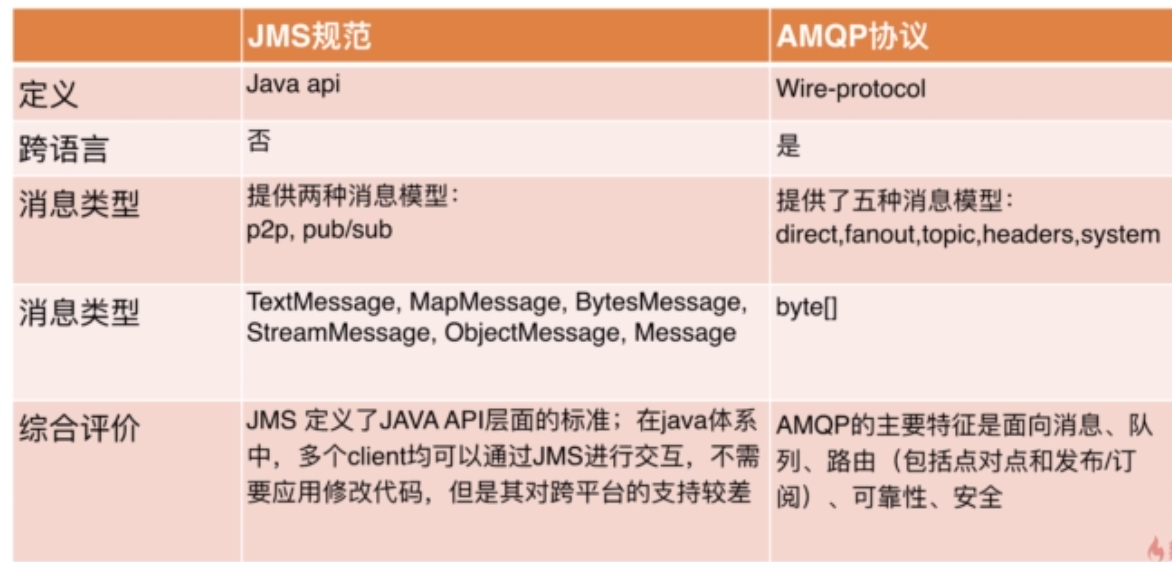 JMS规范
AMQP协议
定义
Java api
Wire-protocol
跨语言
否
是
消息类型
提供两种消息模型：
p2p, pub/sub
提供了五种消息模型：
direct,fanout,topic,headers,system
消息类型
TextMessage, MapMessage, BytesMessage,
StreamMessage, ObjectMessage, Message
byte[]
综合评价
JMS 定义了JAVA API层面的标准；在java体系
中，多个client均可以通过JMS进行交互，不需
要应用修改代码，但是其对跨平台的支持较差
AMQP的主要特征是面向消息、队
列、路由（包括点对点和发布/订
阅）、可靠性、安全